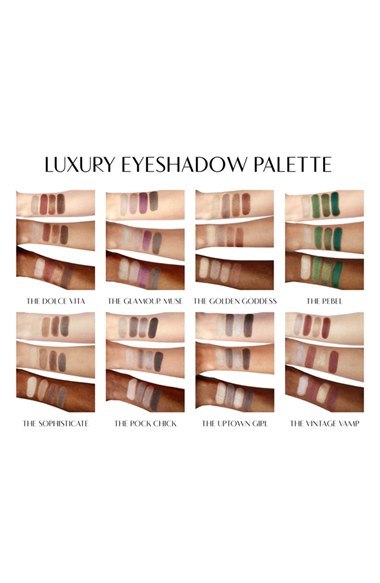 LUXURY EYESHADOW PALETTE
THE DOLCE VITA THE GLAMOUR MUSE THE GOLDEN GODDESS THE REBEL
THE SOPHISTICATE THE ROCK CHICK THE UPTOWN GIRL THE VINTAGE VAMP